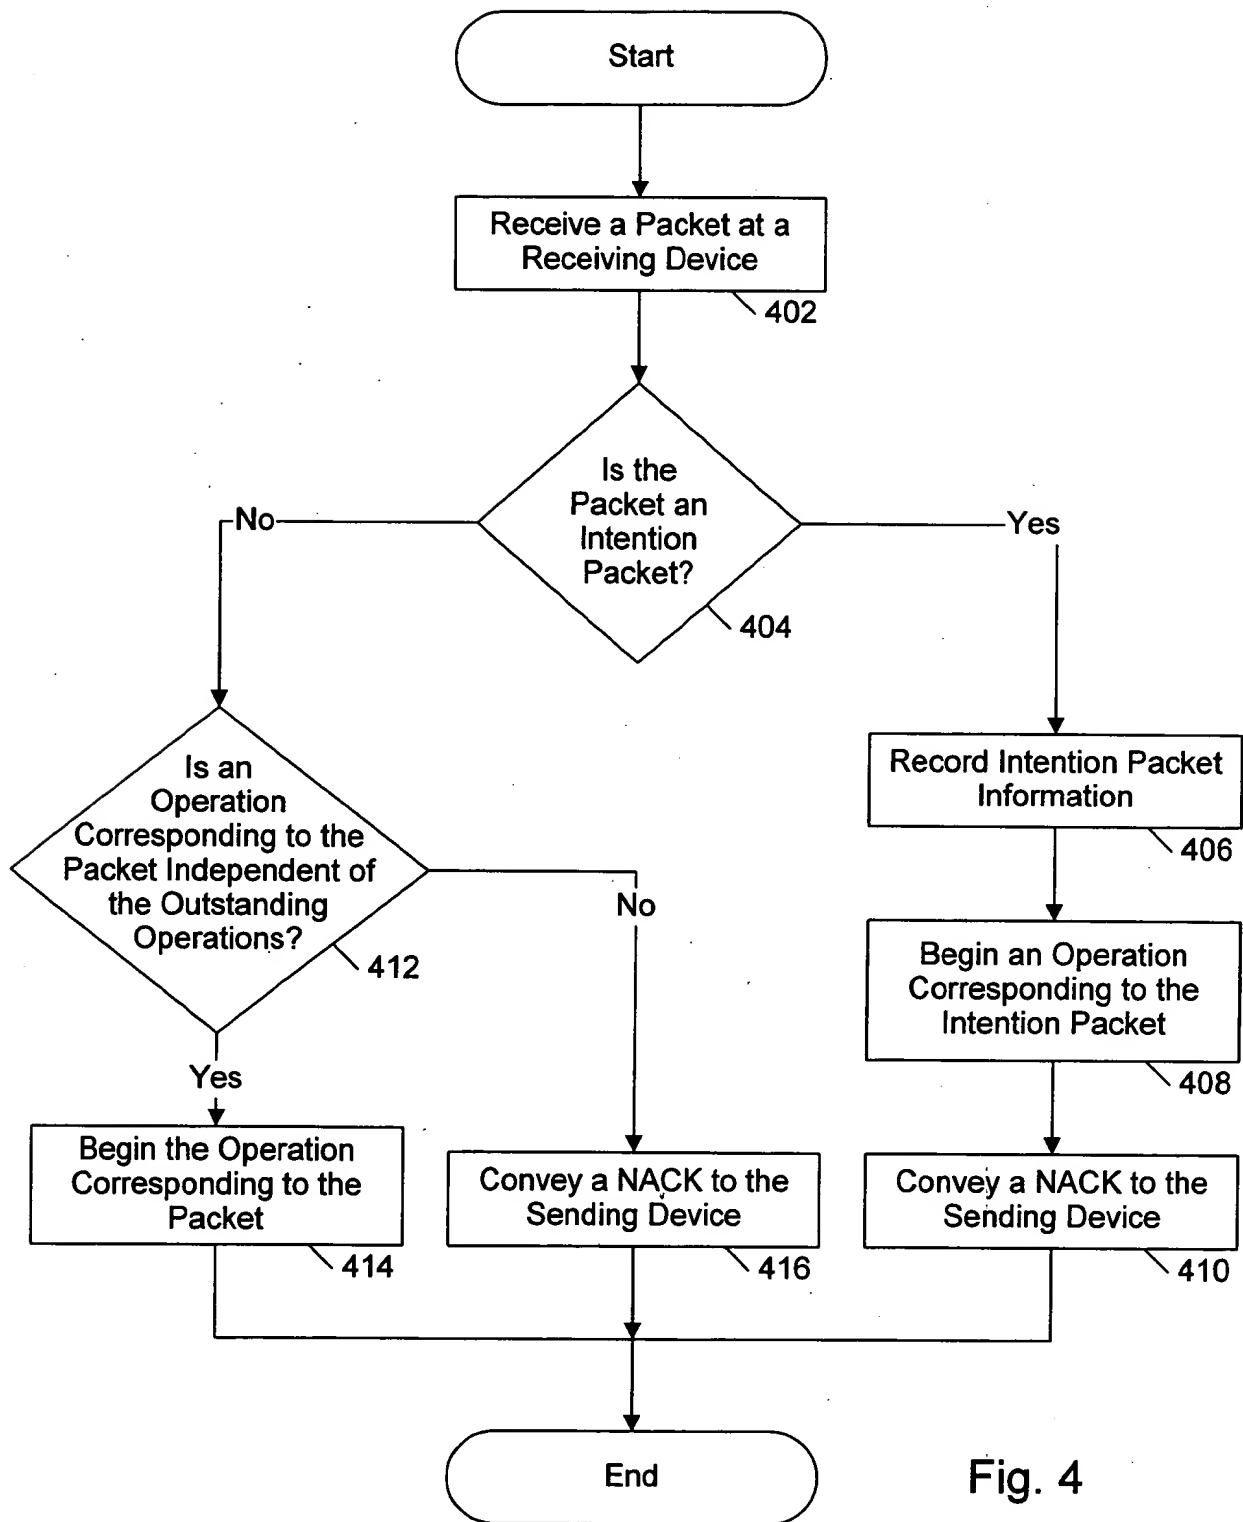 Start
Receive a Packet at a
Receiving Device
402
Is the
Packet an
Intention
Packet?
404
No
Yes
Is an
Operation
Corresponding to the
Packet Independent of
the Outstanding
Operations?
412
No
Yes
Record Intention Packet
Information
406
Begin an Operation
Corresponding to the
Intention Packet
408
Begin the Operation
Corresponding to the
Packet
414
Convey a NACK to the
Sending Device
416
Convey a NACK to the
Sending Device
410
End
Fig. 4